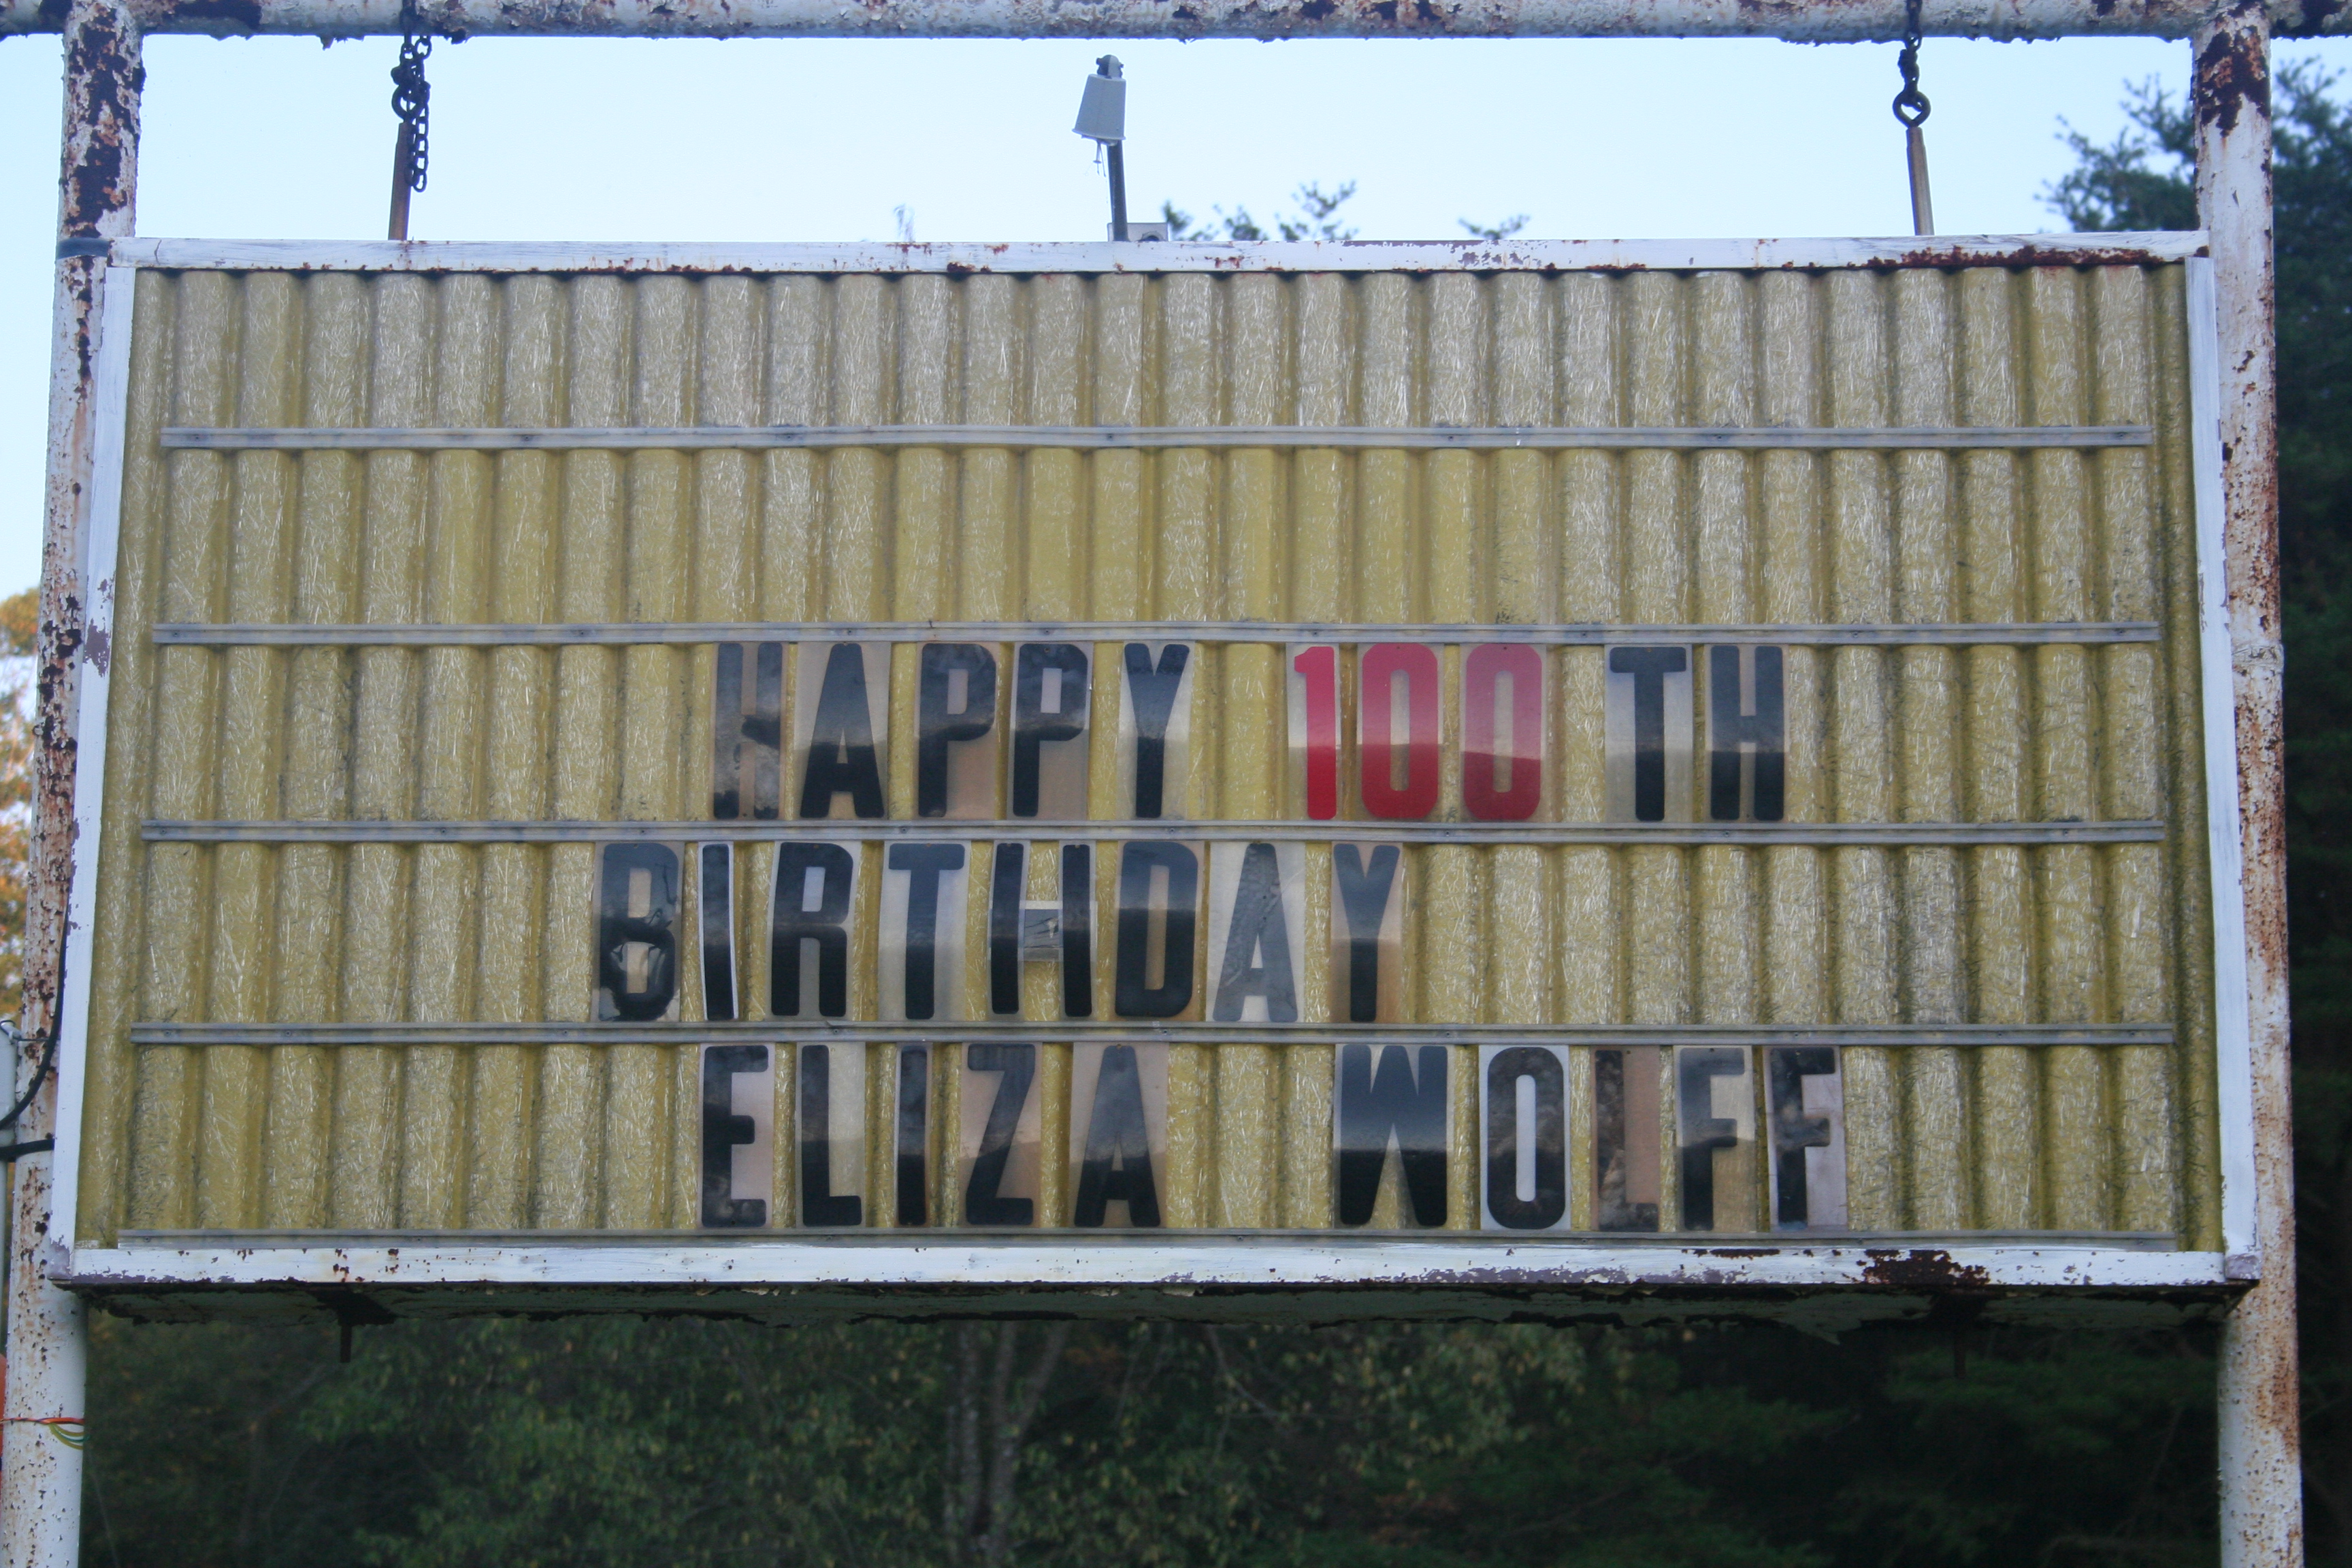 HAPPY 100 TH
BIRTHDAY
ELIZA WOLFF